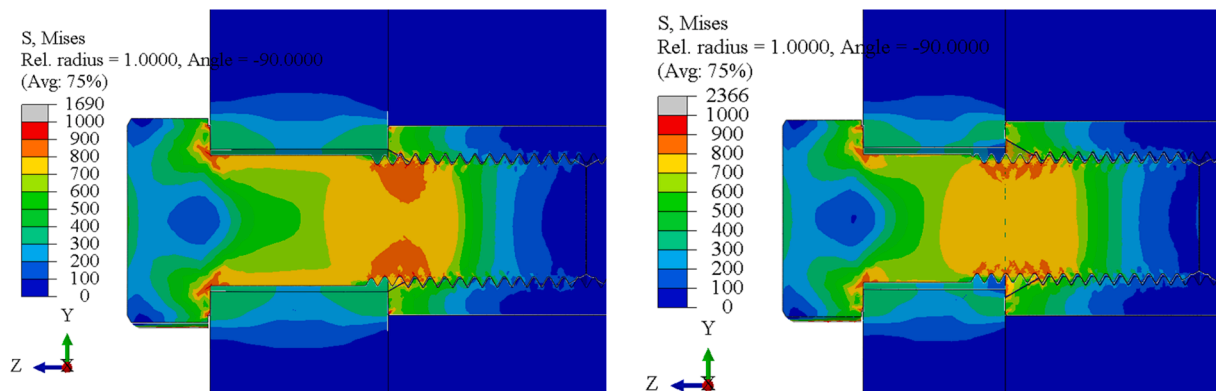 S, Mises
Rel. radius = 1.0000, Angle = -90.0000
(Avg: 75%)
1690
1000
900
800
700
600
500
400
300
200
100
0
Y
Z
X
S, Mises
Rel. radius = 1.0000, Angle = -90.0000
(Avg: 75%)
2366
1000
900
800
700
600
500
400
300
200
100
0
Y
Z
X